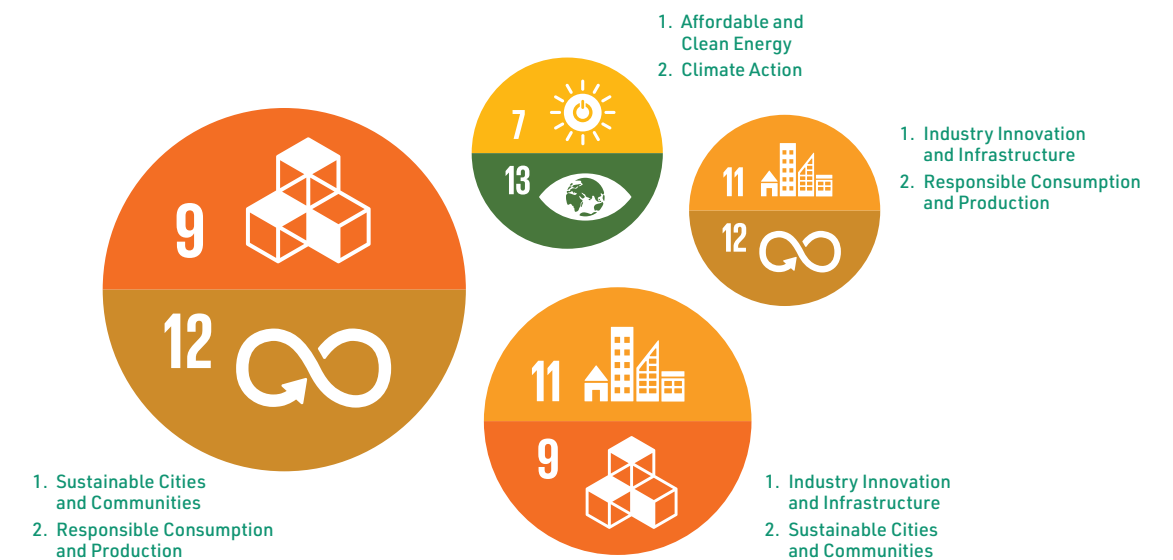 1. Affordable and
Clean Energy
2. Climate Action
7
13
11
12
1. Industry Innovation
and Infrastructure
2. Responsible Consumption
and Production
9
12
1. Sustainable Cities
and Communities
2. Responsible Consumption
and Production
11
9
1. Industry Innovation
and Infrastructure
2. Sustainable Cities
and Communities